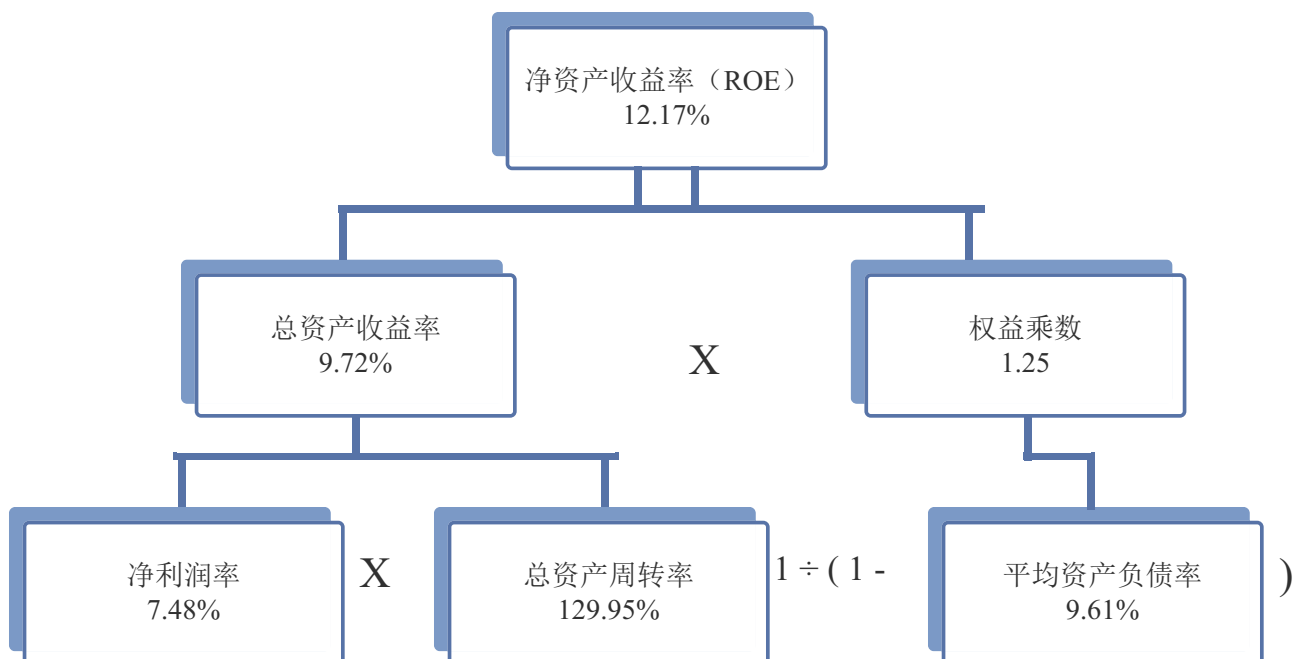 净资产收益率（ROE）
12.17%
总资产收益率
9.72%
X
权益乘数
1.25
净利润率
7.48%
X
总资产周转率
129.95%
1 ÷ ( 1 -
平均资产负债率
9.61%
)